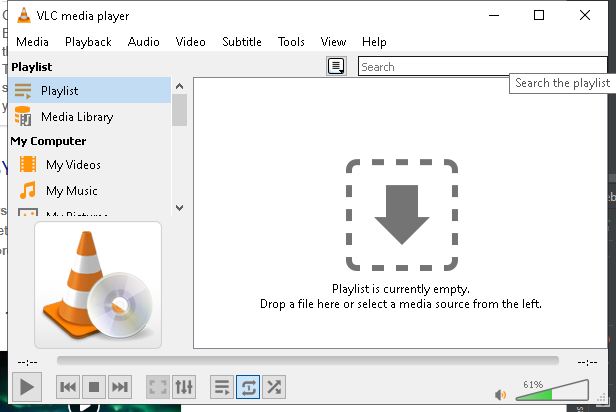 VLC media player
Media Playback Audio Video Subtitle Tools View Help
Playlist
Search
Search the playlist
Playlist
Media Library
My Computer
My Videos
My Music
My Pictures
Playlist is currently empty.
Drop a file here or select a media source from the left.
--:-- --:--
61%